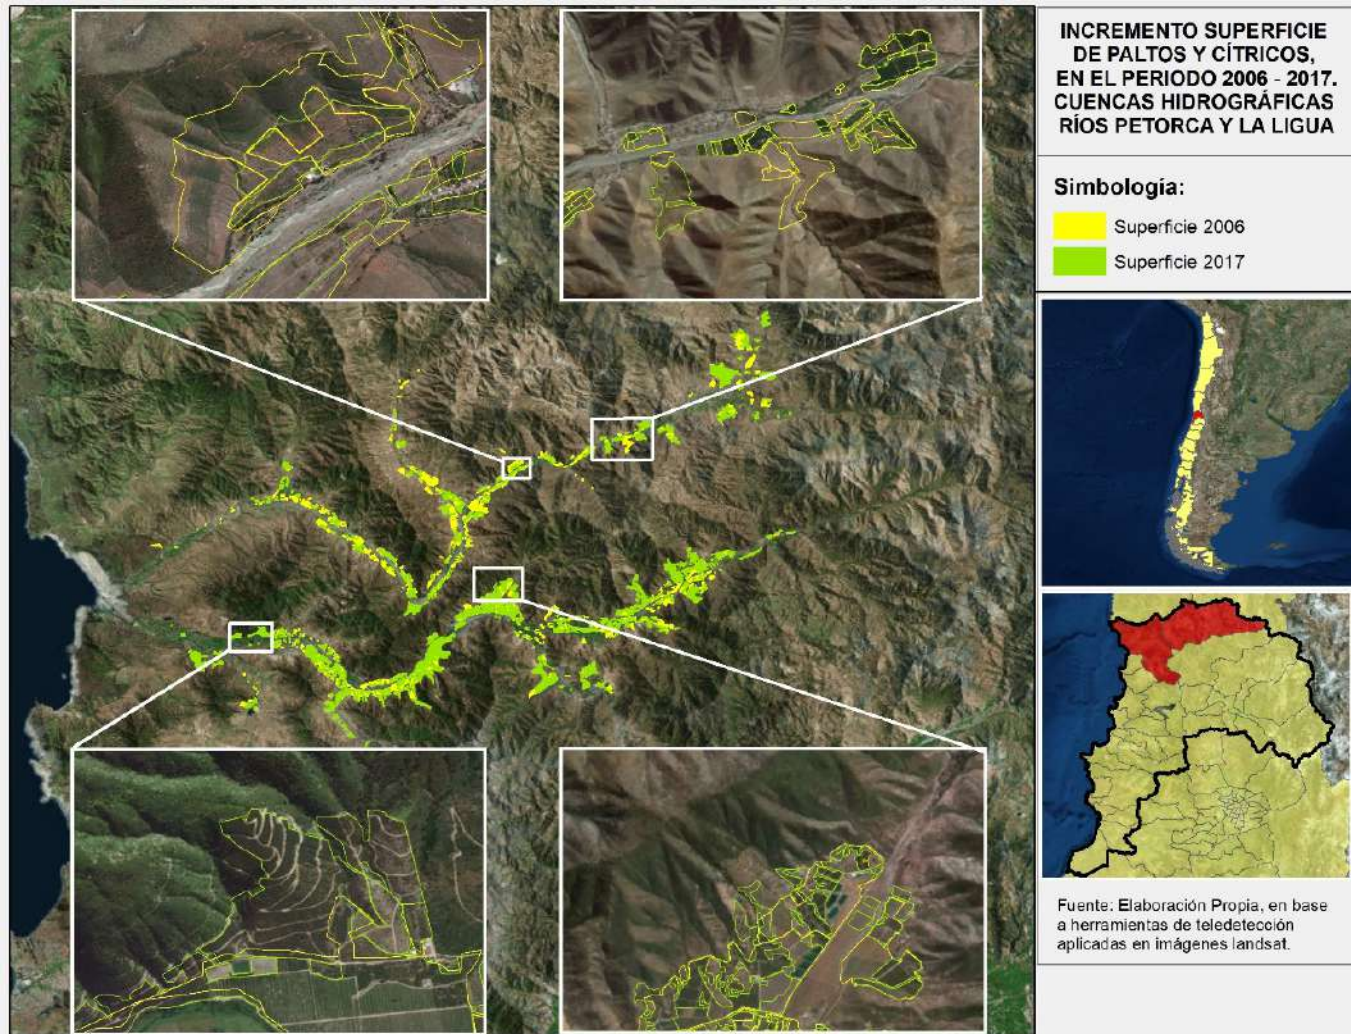 INCREMENTO SUPERFICIE
DE PALTOS Y CÍTRICOS,
EN EL PERIODO 2006 - 2017.
CUENCAS HIDROGRÁFICAS
RÍOS PETORCA Y LA LIGUA
Simbología:
Superficie 2006
Superficie 2017
Fuente: Elaboración Propia, en base
a herramientas de teledetección
aplicadas en imágenes landsat.